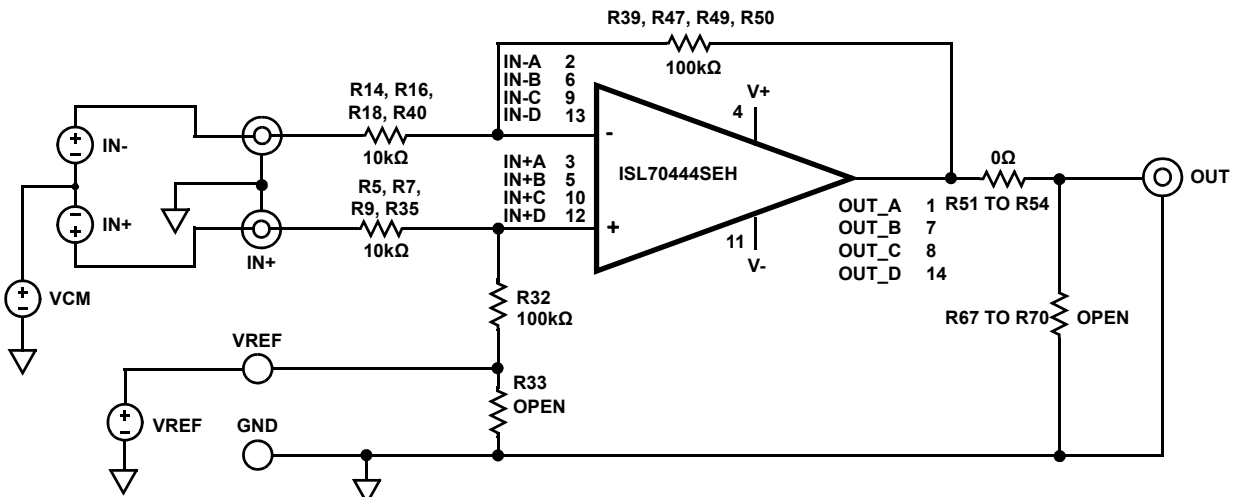 R39, R47, R49, R50
100kΩ
IN-A 2
IN-B 6
IN-C 9
IN-D 13
R14, R16,
R18, R40
10kΩ
V+
4
IN-
-
ISL70444SEH
0Ω
OUT
R51 TO R54
IN+A 3
IN+B 5
IN+C 10
IN+D 12
R5, R7,
R9, R35
10kΩ
IN+
IN+
+
11
V-
OUT_A 1
OUT_B 7
OUT_C 8
OUT_D 14
VCM
R32
100kΩ
R67 TO R70
OPEN
VREF
R33
OPEN
VREF
GND